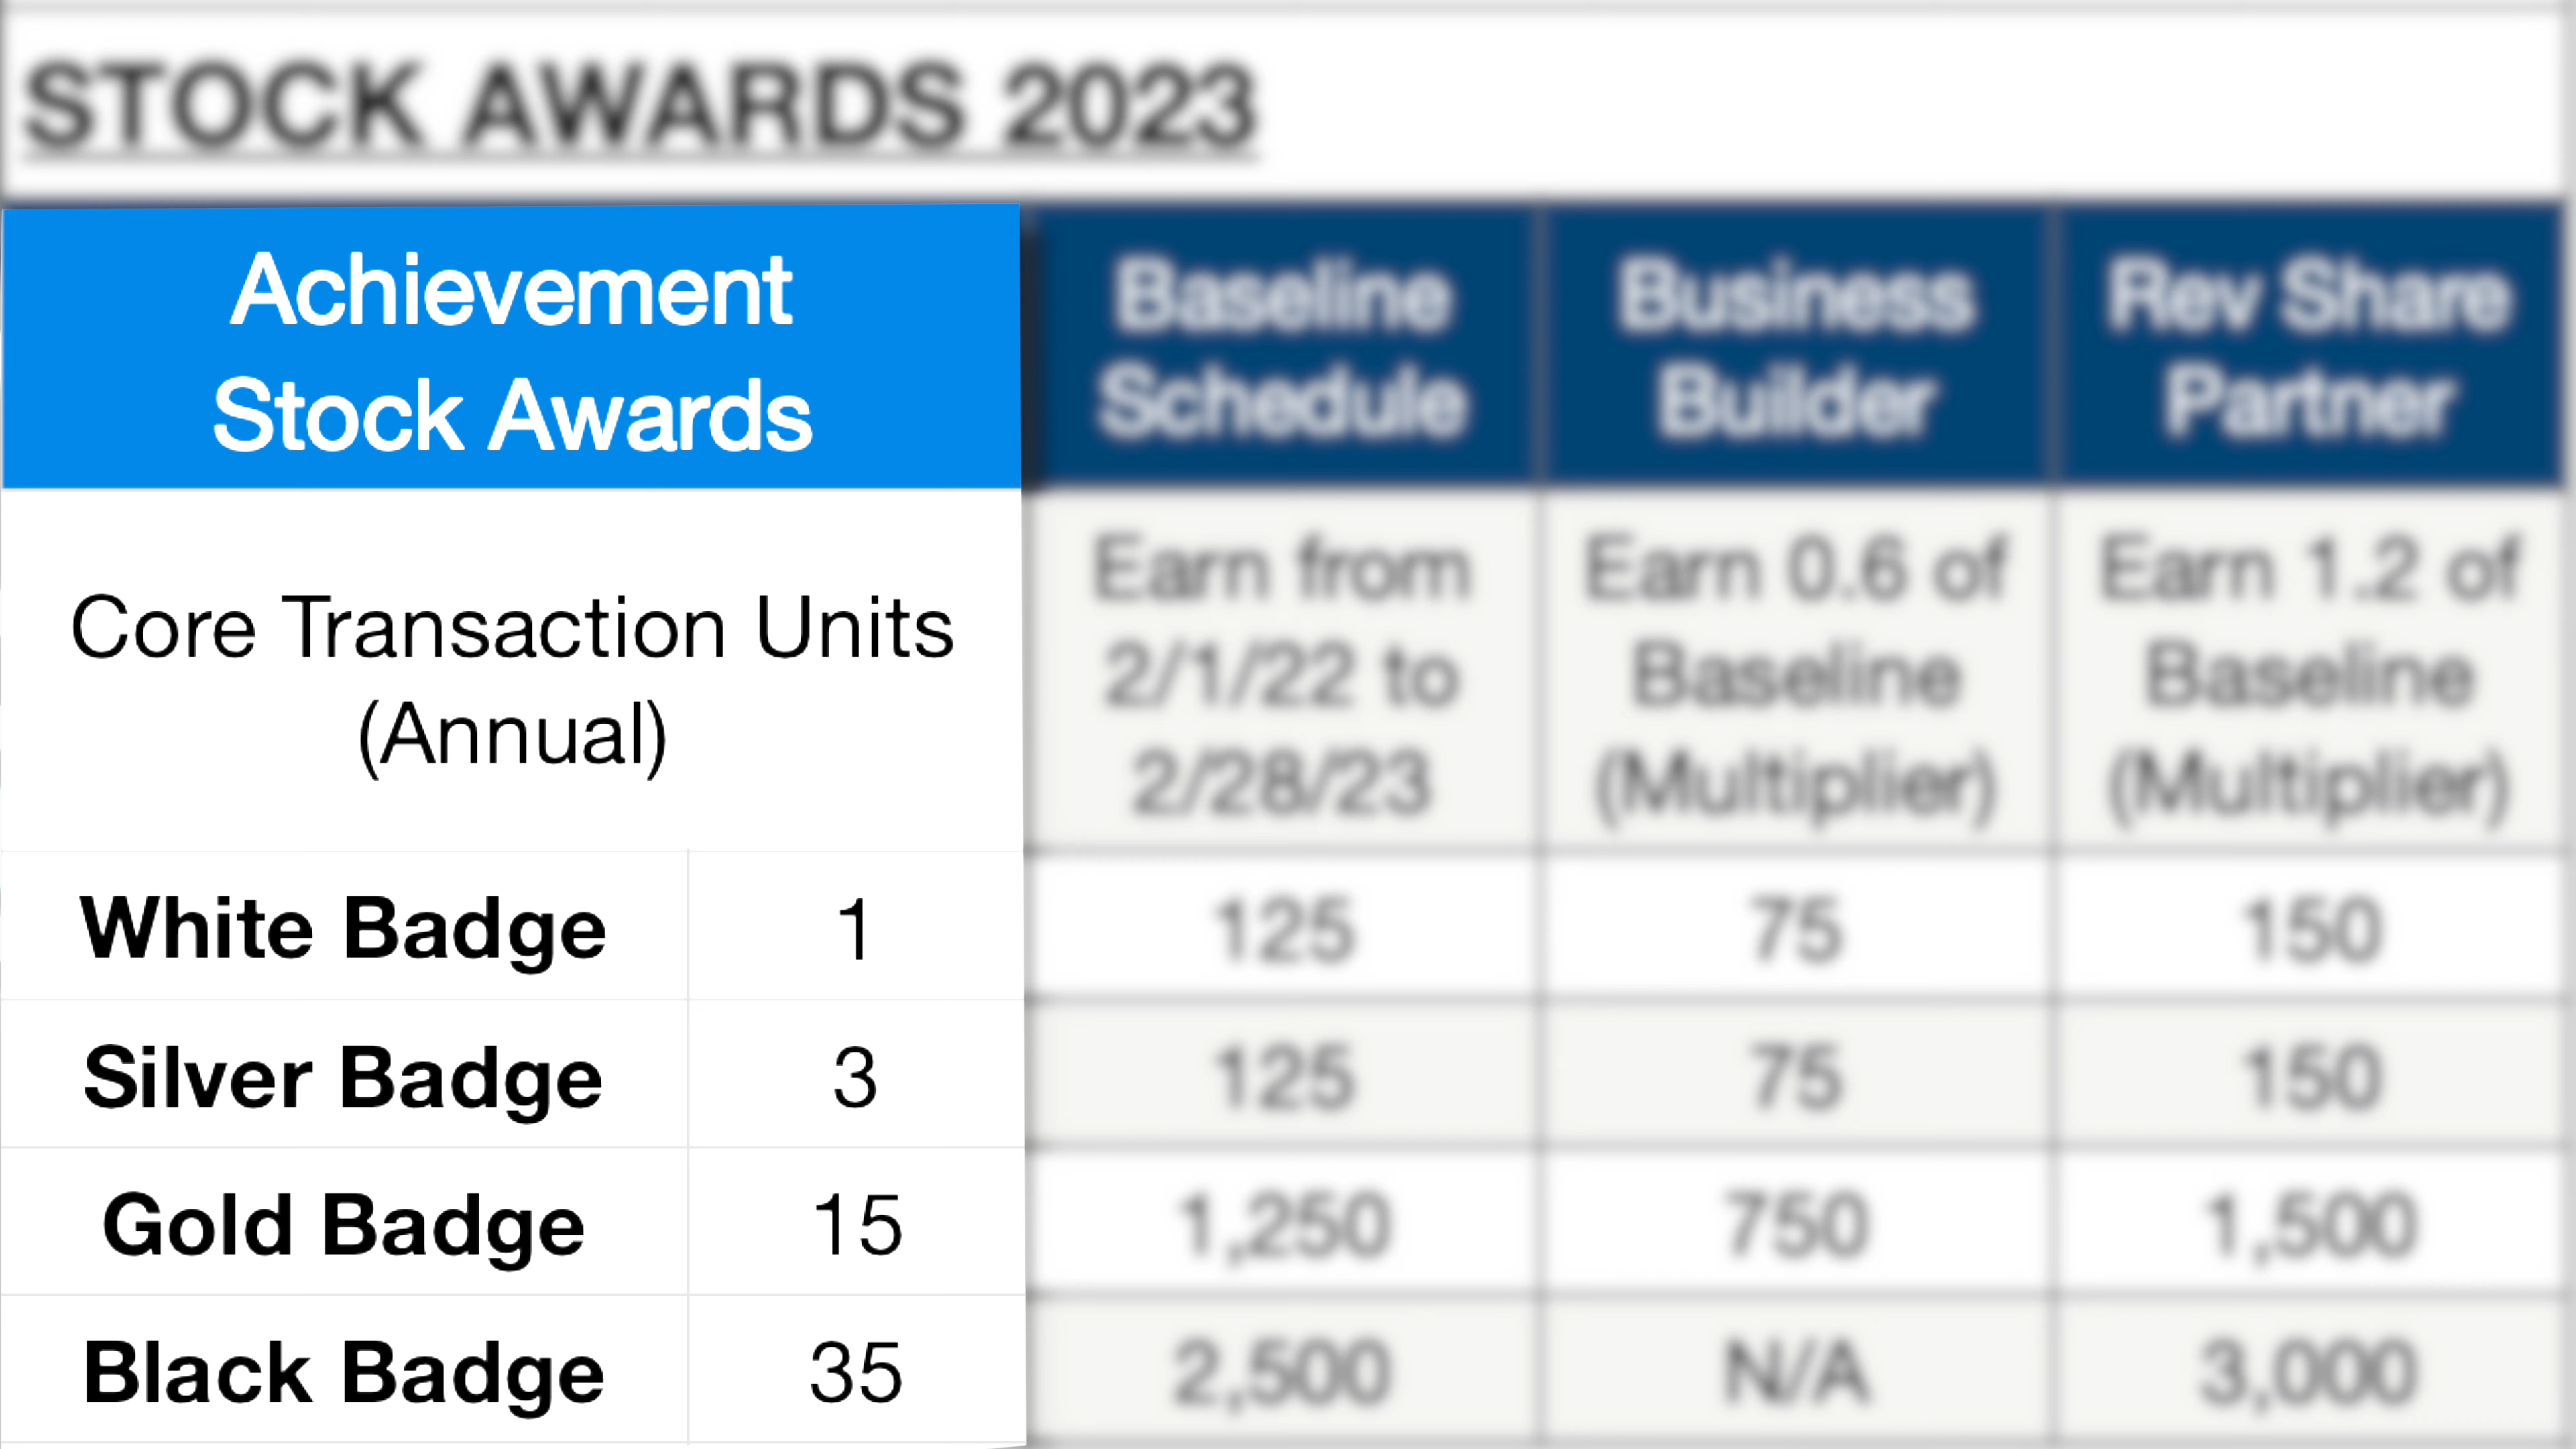 STOCK AWARDS 2023
Achievement
Stock Awards
Baseline
Schedule
Business
Builder
Rev Share
Partner
Core Transaction Units
(Annual)
Earn from
2/1/22 to
2/28/23
Earn 0.6 of
Baseline
(Multiplier)
Earn 1.2 of
Baseline
(Multiplier)
White Badge 1 125 75 150
Silver Badge 3 125 75 150
Gold Badge 15 1,250 750 1,500
Black Badge 35 2,500 N/A 3,000